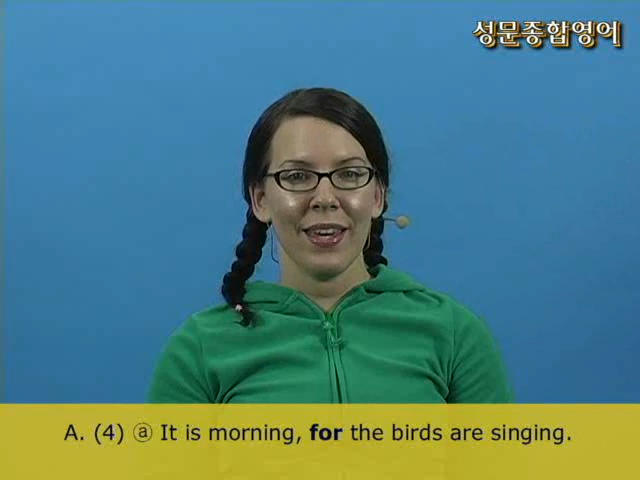 성문종합영어
A. (4) ⓐ It is morning, for the birds are singing.